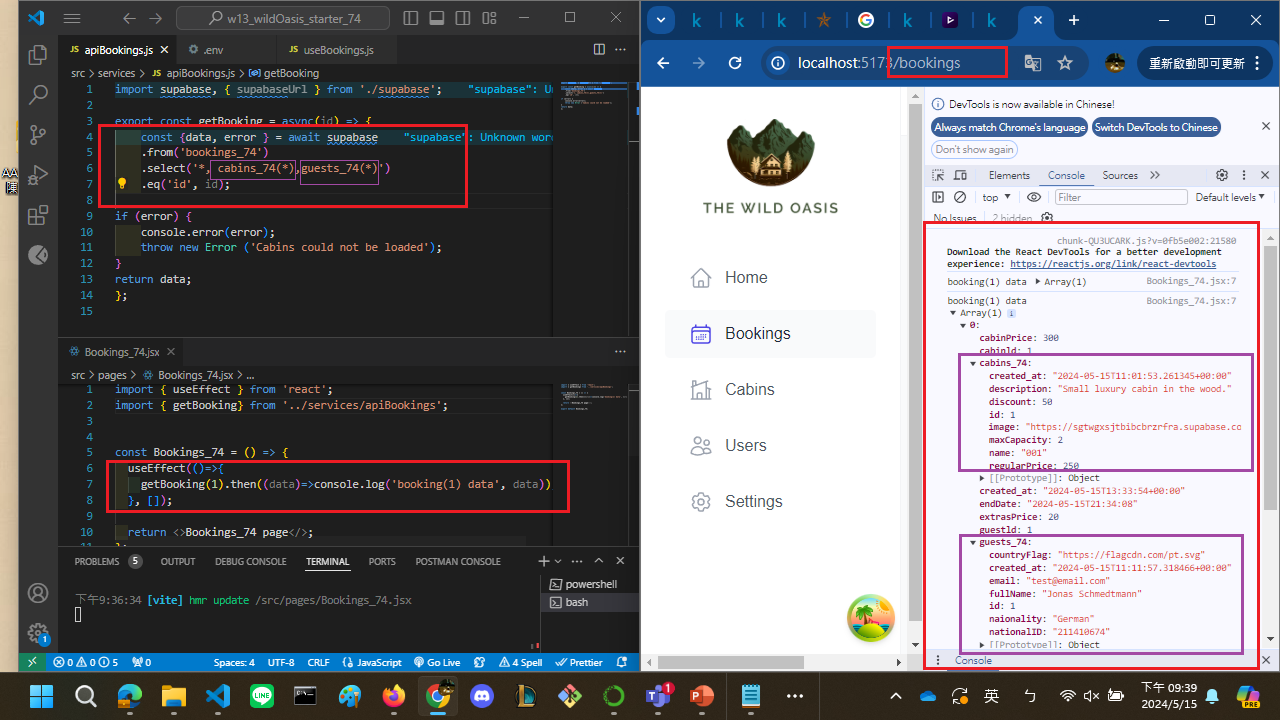 w13_wildOasis_starter_74
JS apiBookings.js
.env
JS useBookings.js
src > services > JS apiBookings.js > getBooking
1 import supabase, { supabaseUrl } from './supabase'; "supabase": Un
2
3 export const getBooking = async(id) => {
4 const {data, error } = await supabase "supabase": Unknown word
5 .from('bookings_74')
6 .select('*, cabins_74(*),guests_74(*)')
7 .eq('id', id);
8
9 if (error) {
10 console.error(error);
11 throw new Error ('Cabins could not be loaded');
12 }
13 return data;
14 };
15
Bookings_74.jsx
src > pages > Bookings_74.jsx > ...
1 import { useEffect } from 'react';
2 import { getBooking} from '../services/apiBookings';
3
4
5 const Bookings_74 = () => {
6 useEffect(()=>{
7 getBooking(1).then((data)=>console.log('booking(1) data', data))
8 }, []);
9
10 return <>Bookings_74 page</>;
11 };
PROBLEMS 5 OUTPUT DEBUG CONSOLE TERMINAL PORTS POSTMAN CONSOLE
powershell
bash
下午9:36:34 [vite] hmr update /src/pages/Bookings_74.jsx
0 0 5 0 Spaces: 4 UTF-8 CRLF JavaScript Go Live 4 Spell Prettier
localhost:5173/bookings
重新啟動即可更新
THE WILD OASIS
Home
Bookings
Cabins
Users
Settings
DevTools is now available in Chinese!
Always match Chrome's language
Switch DevTools to Chinese
Don't show again
Elements Console Sources
top Filter Default levels
No Issues 2 hidden
chunk-QU3UCARK.js?v=0fb5e002:21580
Download the React DevTools for a better development
experience: https://reactjs.org/link/react-devtools
booking(1) data Array(1) Bookings_74.jsx:7
booking(1) data Bookings_74.jsx:7
Array(1)
0:
cabinPrice: 300
cabinId: 1
cabins_74:
created_at: "2024-05-15T11:01:53.261345+00:00"
description: "Small luxury cabin in the wood."
discount: 50
id: 1
image: "https://sgtwgxsjtbibcbrzrfra.supabase.co
maxCapacity: 2
name: "001"
regularPrice: 250
[[Prototype]]: Object
created_at: "2024-05-15T13:33:54+00:00"
endDate: "2024-05-15T21:34:08"
extrasPrice: 20
guestId: 1
guests_74:
countryFlag: "https://flagcdn.com/pt.svg"
created_at: "2024-05-15T11:11:57.318466+00:00"
email: "test@email.com"
fullName: "Jonas Schmedtmann"
id: 1
naionality: "German"
nationalID: "211410674"
[[Prototype]]: Object
Console
英
下午 09:39
2024/5/15